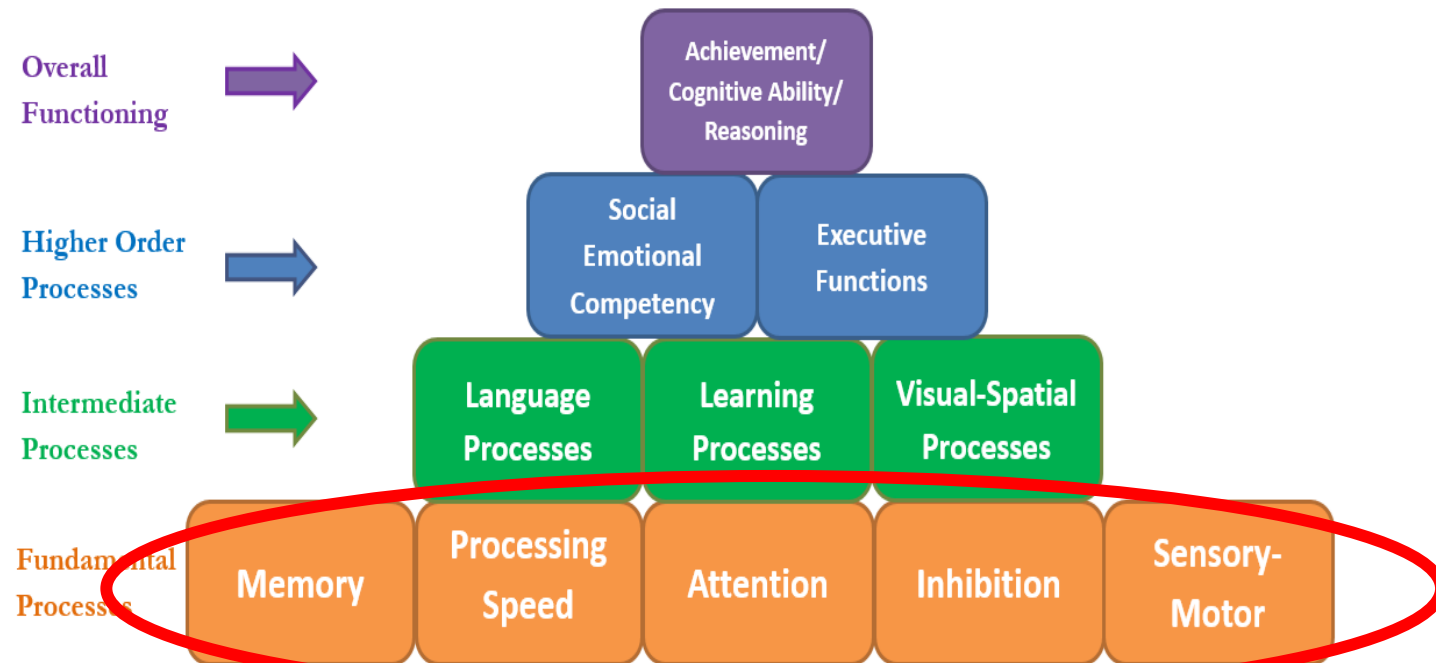 Overall
Functioning
Achievement/
Cognitive Ability/
Reasoning
Higher Order
Processes
Social
Emotional
Competency
Executive
Functions
Intermediate
Processes
Language
Processes
Learning
Processes
Visual-Spatial
Processes
Fundamental
Processes
Memory
Processing
Speed
Attention
Inhibition
Sensory-
Motor